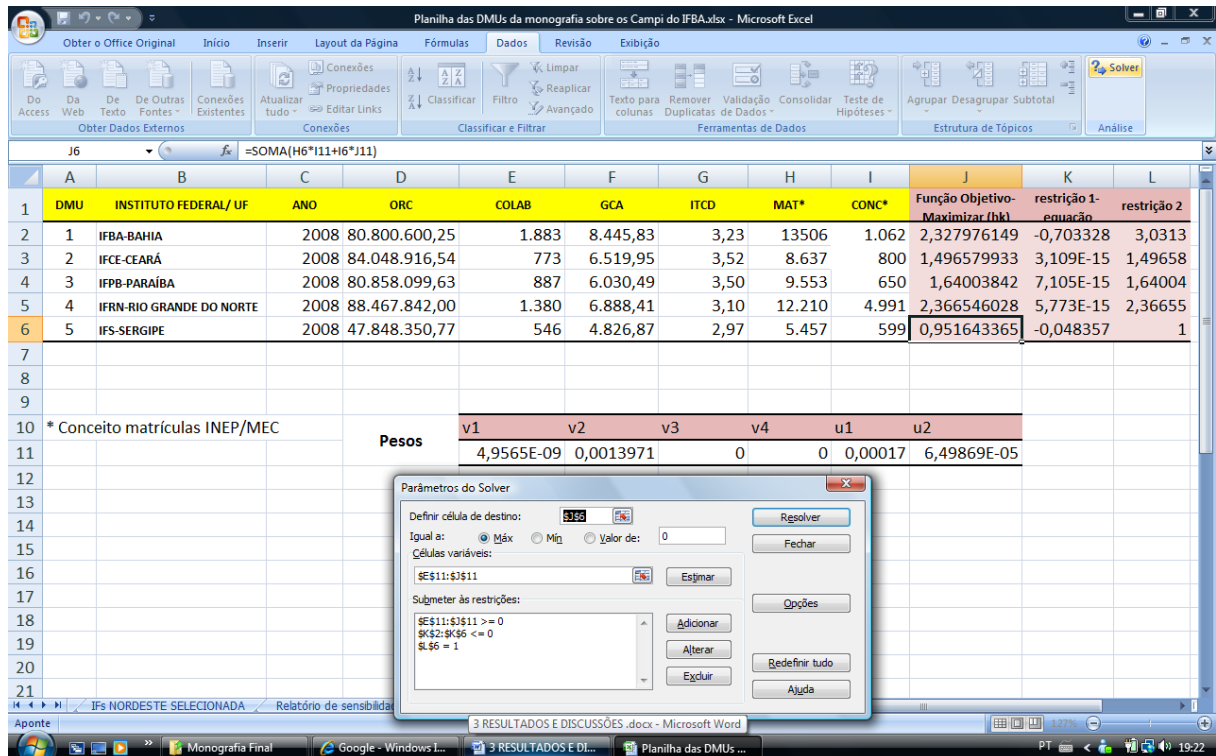 Planilha das DMUs da monografia sobre os Campi do IFBA.xlsx - Microsoft Excel
Obter o Office Original Início Inserir Layout da Página Fórmulas Dados Revisão Exibição
Do Access Da Web De Texto De Outras Fontes Conexões Existentes
Obter Dados Externos
Atualizar tudo Conexões Propriedades Editar Links
Conexões
Classificar Filtro Limpar Reaplicar Avançado
Classificar e Filtrar
Texto para colunas Remover Duplicatas Validação de Dados Consolidar Teste de Hipóteses
Ferramentas de Dados
Agrupar Desagrupar Subtotal
Estrutura de Tópicos
Solver
Análise
J6 fx =SOMA(H6*I11+I6*J11)
A B C D E F G H I J K L
1 DMU INSTITUTO FEDERAL/ UF ANO ORC COLAB GCA ITCD MAT* CONC* Função Objetivo-Maximizar (hk) restrição 1-equação restrição 2
2 1 IFBA-BAHIA 2008 80.800.600,25 1.883 8.445,83 3,23 13506 1.062 2,327976149 -0,703328 3,0313
3 2 IFCE-CEARÁ 2008 84.048.916,54 773 6.519,95 3,52 8.637 800 1,496579933 3,109E-15 1,49658
4 3 IFPB-PARAÍBA 2008 80.858.099,63 887 6.030,49 3,50 9.553 650 1,64003842 7,105E-15 1,64004
5 4 IFRN-RIO GRANDE DO NORTE 2008 88.467.842,00 1.380 6.888,41 3,10 12.210 4.991 2,366546028 5,773E-15 2,36655
6 5 IFS-SERGIPE 2008 47.848.350,77 546 4.826,87 2,97 5.457 599 0,951643365 -0,048357 1
7
8
9
10 * Conceito matrículas INEP/MEC Pesos v1 v2 v3 v4 u1 u2
11 4,9565E-09 0,0013971 0 0 0,00017 6,49869E-05
12
13
14
15
16
17
18
19
20
21
Parâmetros do Solver
Definir célula de destino: $J$6
Igual a: Máx Mín Valor de: 0
Células variáveis:
$E$11:$J$11
Estimar
Submeter às restrições:
$E$11:$J$11 >= 0
$K$2:$K$6 <= 0
$L$6 = 1
Adicionar
Alterar
Excluir
Resolver
Fechar
Opções
Redefinir tudo
Ajuda
IFs NORDESTE SELECIONADA Relatório de sensibilidad
Aponte 127%
3 RESULTADOS E DISCUSSÕES .docx - Microsoft Word
Monografia Final Google - Windows I... 3 RESULTADOS E DI... Planilha das DMUs ... PT 19:22